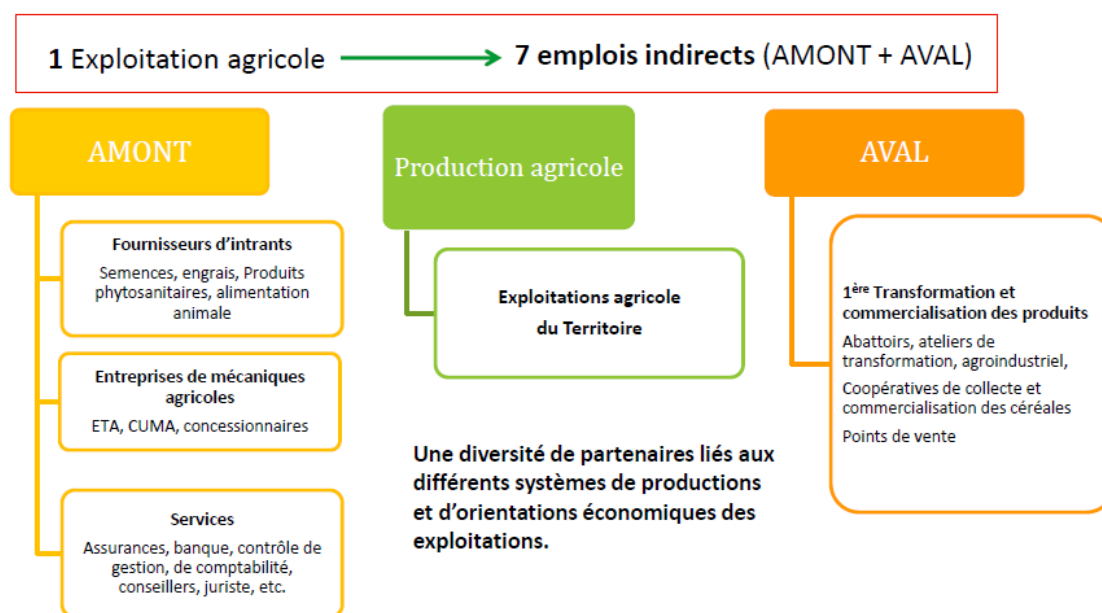 1 Exploitation agricole
7 emplois indirects (AMONT + AVAL)
AMONT
Fournisseurs d'intrants
Semences, engrais, Produits
phytosanitaires, alimentation
animale
Entreprises de mécaniques
agricoles
ETA, CUMA, concessionnaires
Services
Assurances, banque, contrôle de
gestion, de comptabilité,
conseillers, juriste, etc.
Production agricole
Exploitations agricole
du Territoire
Une diversité de partenaires liés aux
différents systèmes de productions
et d'orientations économiques des
exploitations.
AVAL
1ère Transformation et
commercialisation des produits
Abattoirs, ateliers de
transformation, agroindustriel,
Coopératives de collecte et
commercialisation des céréales
Points de vente